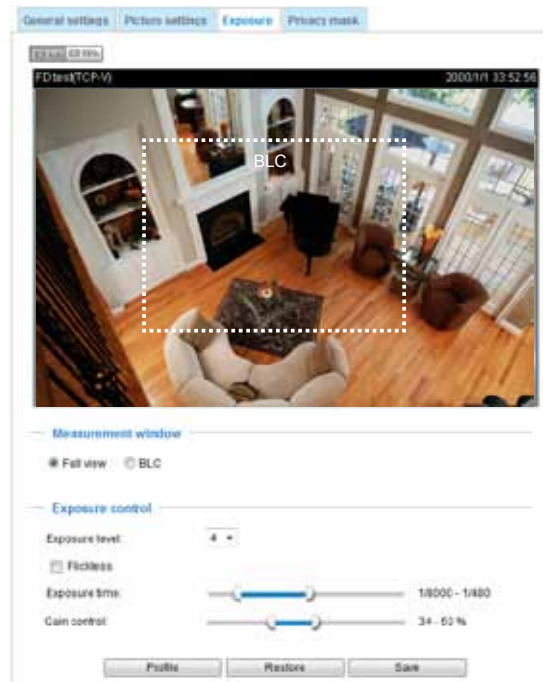 General settings Picture settings Exposure Privacy mask
FDtest(TCP-V) 2000/1/1 33:52:56
BLC
Measurement window
Full view BLC
Exposure control
Exposure level: 4
Flickless
Exposure time: 1/8000 - 1/480
Gain control: 34 - 60 %
Profile Restore Save